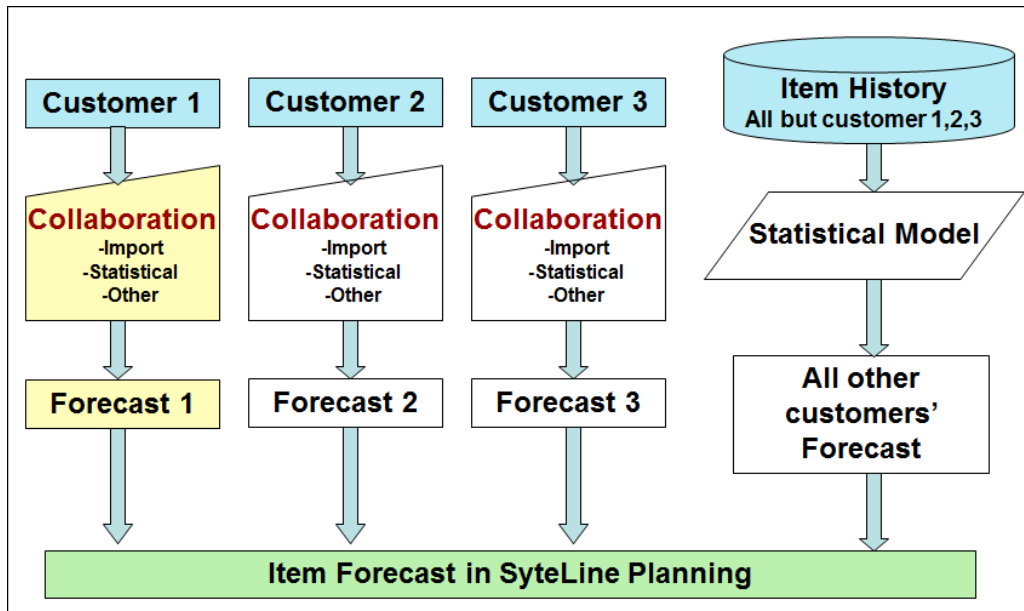 Customer 1
Customer 2
Customer 3
Item History
All but customer 1,2,3
Collaboration
-Import
-Statistical
-Other
Collaboration
-Import
-Statistical
-Other
Collaboration
-Import
-Statistical
-Other
Statistical Model
Forecast 1
Forecast 2
Forecast 3
All other
customers’
Forecast
Item Forecast in SyteLine Planning